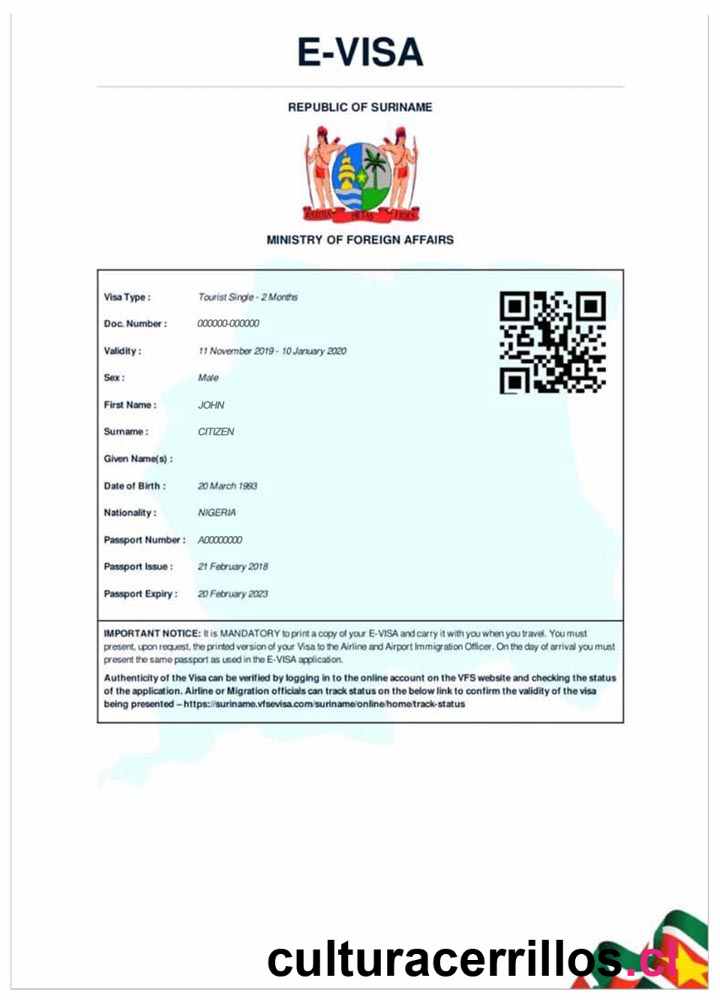 E-VISA
REPUBLIC OF SURINAME
JUSTITIA PIETAS FIDES
MINISTRY OF FOREIGN AFFAIRS
Visa Type : Tourist Single - 2 Months
Doc. Number : 000000-000000
Validity : 11 November 2019 - 10 January 2020
Sex : Male
First Name : JOHN
Surname : CITIZEN
Given Name(s) :
Date of Birth : 20 March 1993
Nationality : NIGERIA
Passport Number : A00000000
Passport Issue : 21 February 2018
Passport Expiry : 20 February 2023
IMPORTANT NOTICE: It is MANDATORY to print a copy of your E-VISA and carry it with you when you travel. You must
present, upon request, the printed version of your Visa to the Airline and Airport Immigration Officer. On the day of arrival you must
present the same passport as used in the E-VISA application.
Authenticity of the Visa can be verified by logging in to the online account on the VFS website and checking the status
of the application. Airline or Migration officials can track status on the below link to confirm the validity of the visa
being presented – https://suriname.vfsevisa.com/suriname/online/home/track-status
culturacerrillos.cl